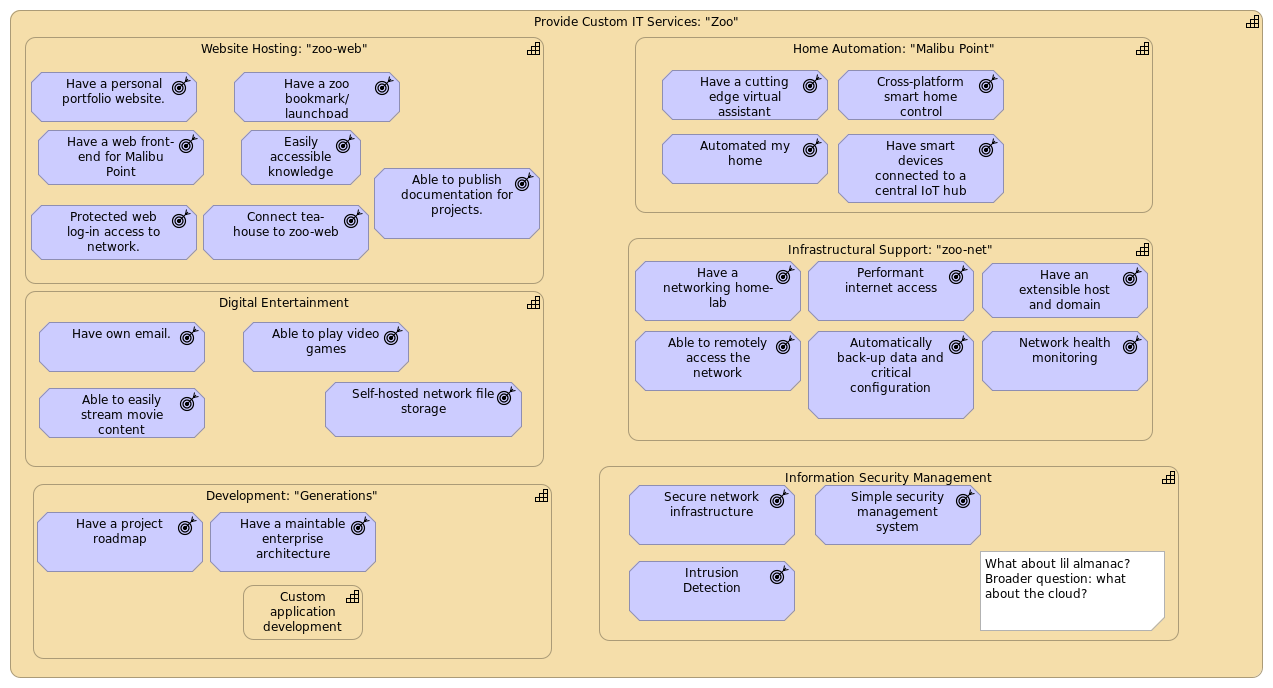 Provide Custom IT Services: "Zoo"
Website Hosting: "zoo-web"
Have a personal
portfolio website.
Have a zoo
bookmark/
launchpad
Have a web front-
end for Malibu
Point
Easily
accessible
knowledge
Able to publish
documentation for
projects.
Protected web
log-in access to
network.
Connect tea-
house to zoo-web
Home Automation: "Malibu Point"
Have a cutting
edge virtual
assistant
Cross-platform
smart home
control
Automated my
home
Have smart
devices
connected to a
central IoT hub
Digital Entertainment
Have own email.
Able to play video
games
Able to easily
stream movie
content
Self-hosted network file
storage
Infrastructural Support: "zoo-net"
Have a
networking home-
lab
Performant
internet access
Have an
extensible host
and domain
Able to remotely
access the
network
Automatically
back-up data and
critical
configuration
Network health
monitoring
Development: "Generations"
Have a project
roadmap
Have a maintable
enterprise
architecture
Custom
application
development
Information Security Management
Secure network
infrastructure
Simple security
management
system
Intrusion
Detection
What about lil almanac?
Broader question: what
about the cloud?